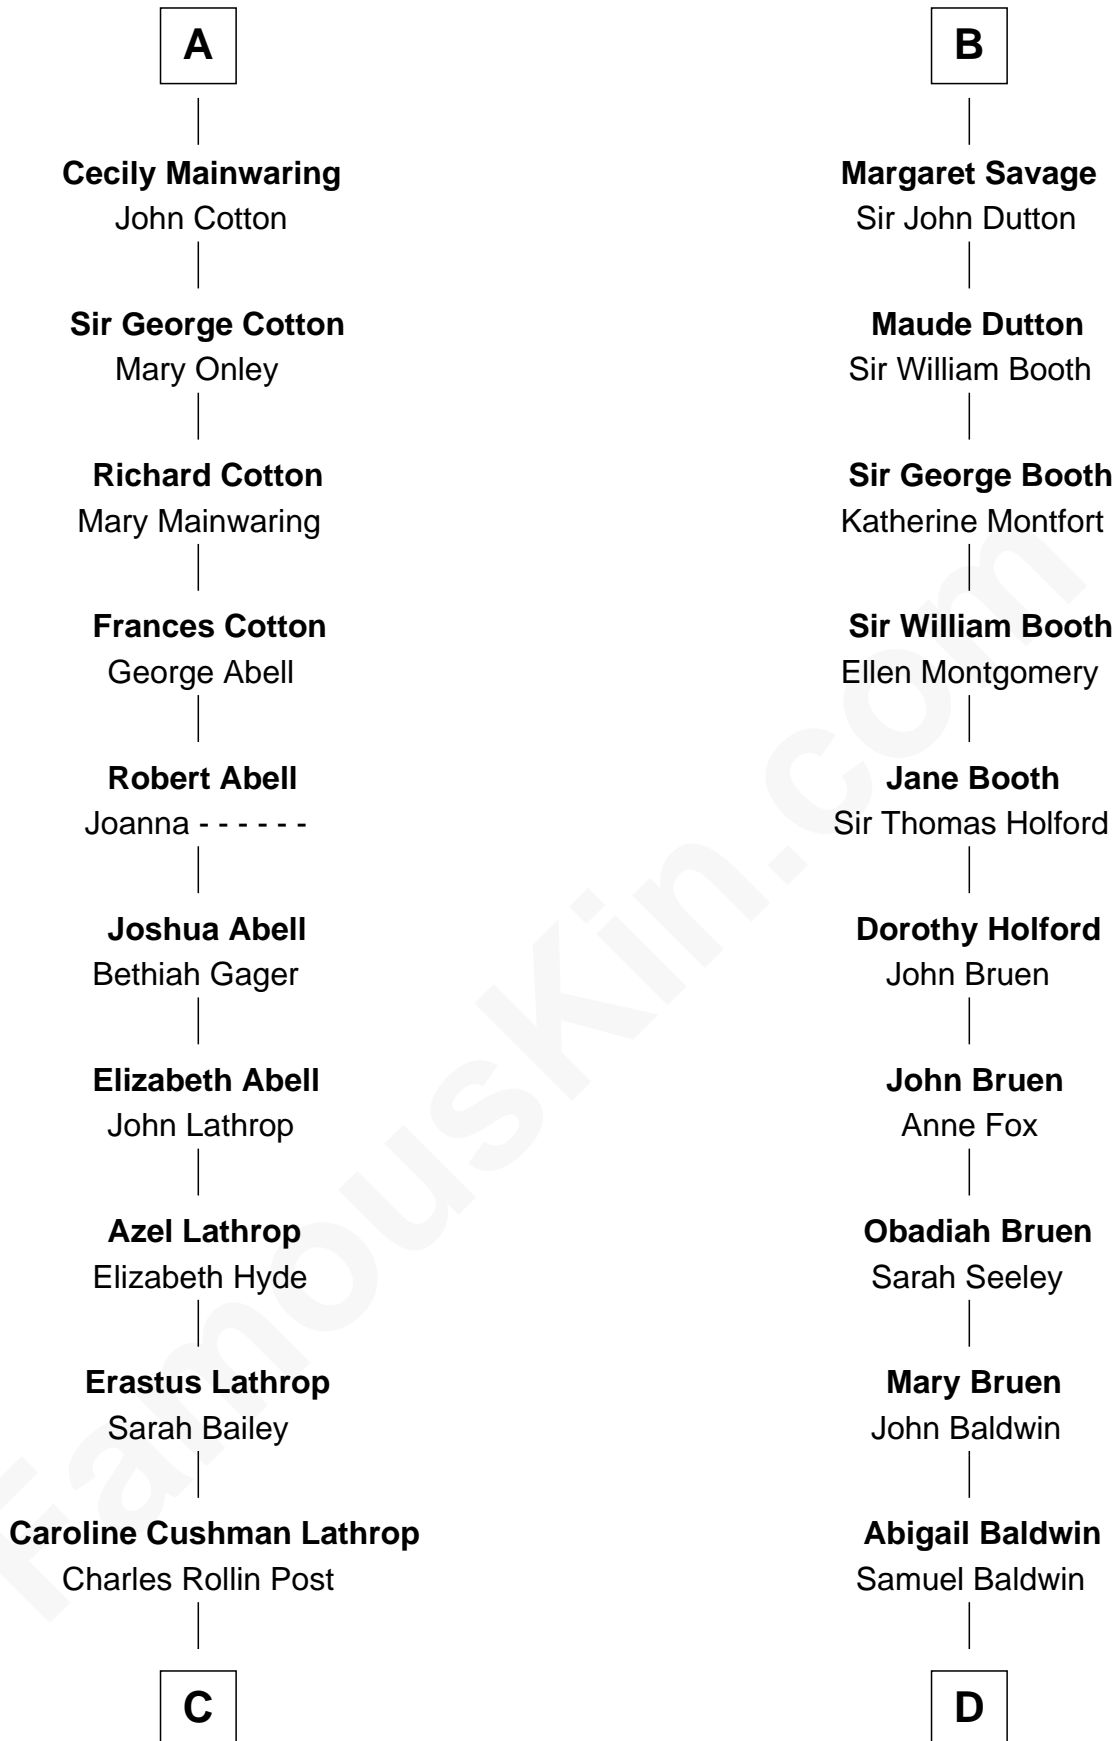 A
Cecily Mainwaring
John Cotton
Sir George Cotton
Mary Onley
Richard Cotton
Mary Mainwaring
Frances Cotton
George Abell
Robert Abell
Joanna - - - - - -
Joshua Abell
Bethiah Gager
Elizabeth Abell
John Lathrop
Azel Lathrop
Elizabeth Hyde
Erastus Lathrop
Sarah Bailey
Caroline Cushman Lathrop
Charles Rollin Post
C
B
Margaret Savage
Sir John Dutton
Maude Dutton
Sir William Booth
Sir George Booth
Katherine Montfort
Sir William Booth
Ellen Montgomery
Jane Booth
Sir Thomas Holford
Dorothy Holford
John Bruen
John Bruen
Anne Fox
Obadiah Bruen
Sarah Seeley
Mary Bruen
John Baldwin
Abigail Baldwin
Samuel Baldwin
D
FamousKin.com